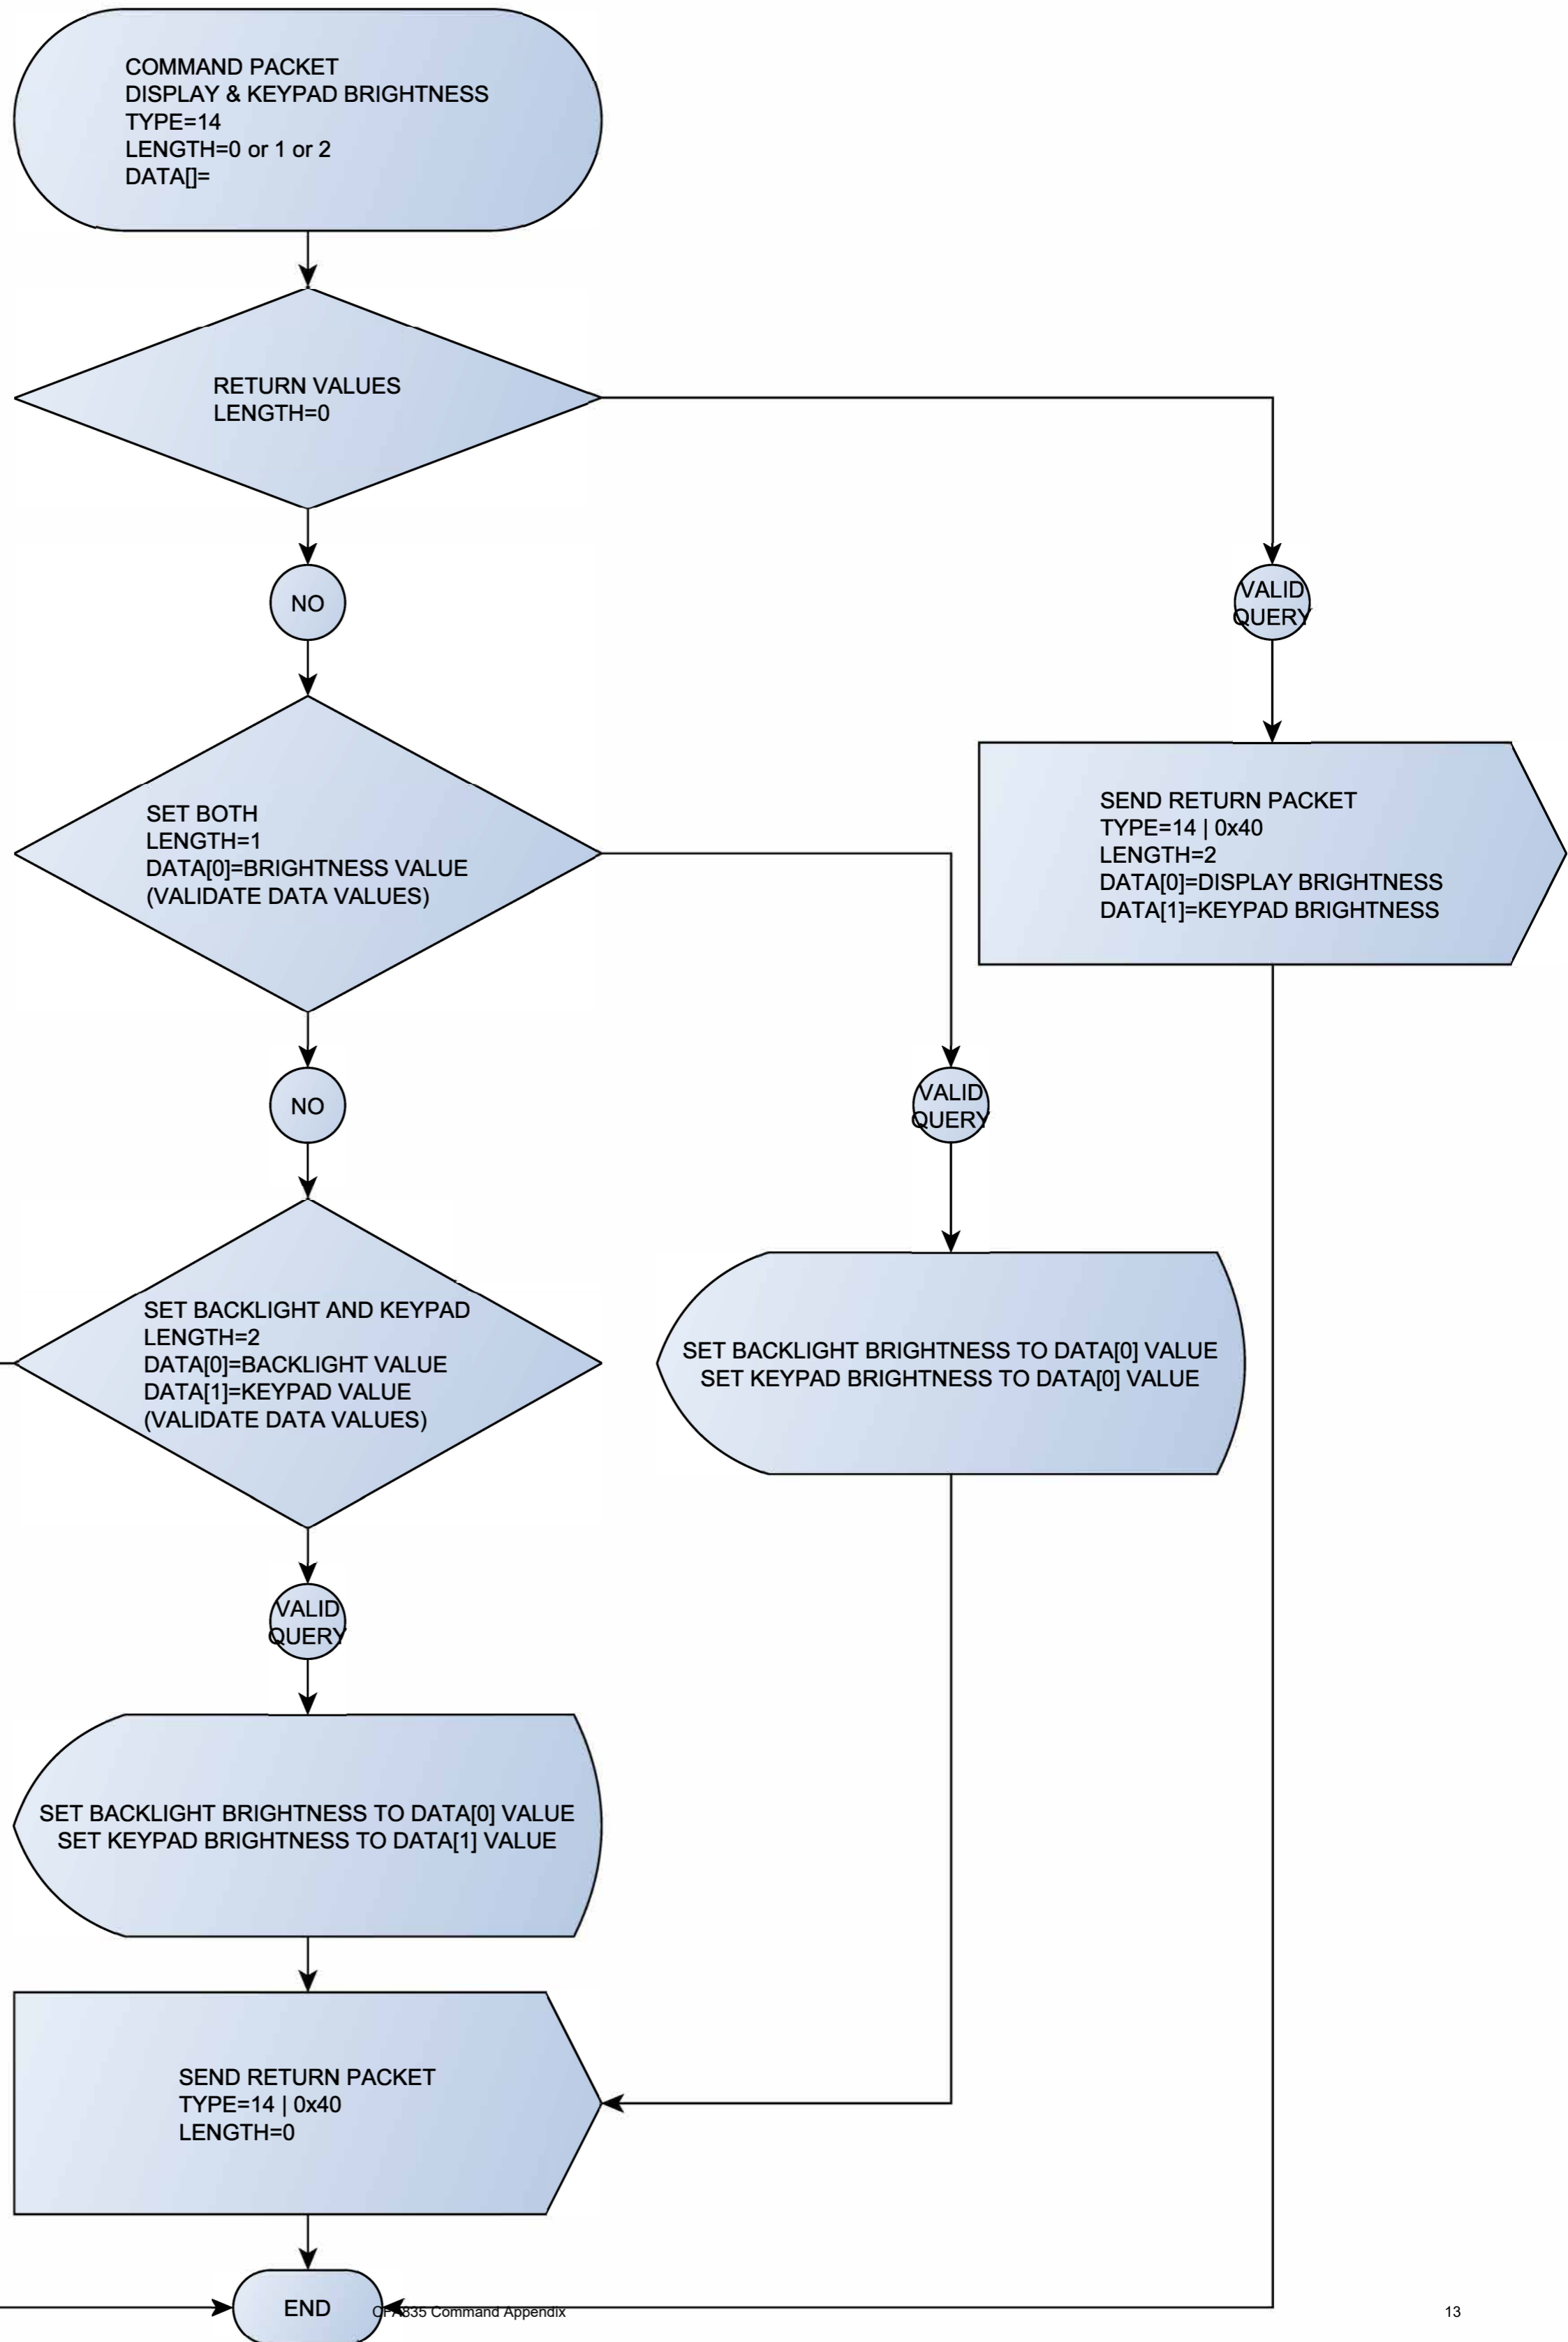 COMMAND PACKET
DISPLAY & KEYPAD BRIGHTNESS
TYPE=14
LENGTH=0 or 1 or 2
DATA[]=
RETURN VALUES
LENGTH=0
NO
VALID
QUERY
SET BOTH
LENGTH=1
DATA[0]=BRIGHTNESS VALUE
(VALIDATE DATA VALUES)
SEND RETURN PACKET
TYPE=14 | 0x40
LENGTH=2
DATA[0]=DISPLAY BRIGHTNESS
DATA[1]=KEYPAD BRIGHTNESS
NO
VALID
QUERY
SET BACKLIGHT AND KEYPAD
LENGTH=2
DATA[0]=BACKLIGHT VALUE
DATA[1]=KEYPAD VALUE
(VALIDATE DATA VALUES)
SET BACKLIGHT BRIGHTNESS TO DATA[0] VALUE
SET KEYPAD BRIGHTNESS TO DATA[0] VALUE
VALID
QUERY
SET BACKLIGHT BRIGHTNESS TO DATA[0] VALUE
SET KEYPAD BRIGHTNESS TO DATA[1] VALUE
SEND RETURN PACKET
TYPE=14 | 0x40
LENGTH=0
END
Command Appendix
13